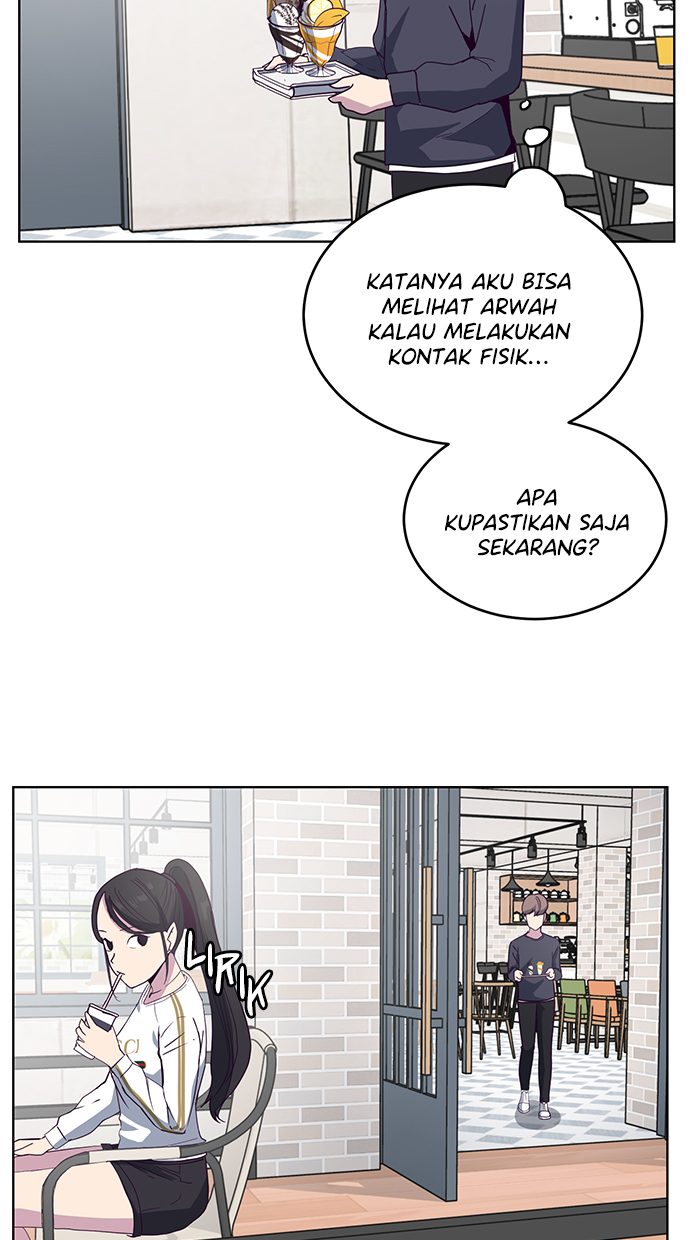 KATANYA AKU BISA
MELIHAT ARWAH
KALAU MELAKUKAN
KONTAK FISIK...
APA
KUPASTIKAN SAJA
SEKARANG?
LIRIK